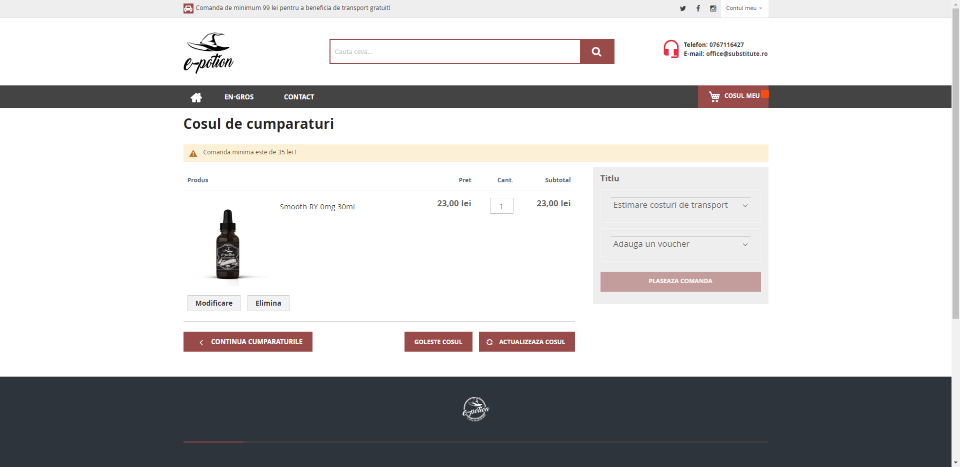 Comanda de minimum 99 lei pentru a beneficia de transport gratuit!
Contul meu
e-potion
Cauta ceva...
Telefon: 0767116427
E-mail: office@substitute.ro
EN-GROS
CONTACT
COSUL MEU
Cosul de cumparaturi
Comanda minima este de 35 lei !
Produs
Pret
Cant.
Subtotal
Smooth RY 0mg 30ml
23,00 lei
1
23,00 lei
Modificare
Elimina
Titlu
Estimare costuri de transport
Adauga un voucher
PLASEAZA COMANDA
CONTINUA CUMPARATURILE
GOLESTE COSUL
ACTUALIZEAZA COSUL
e-potion